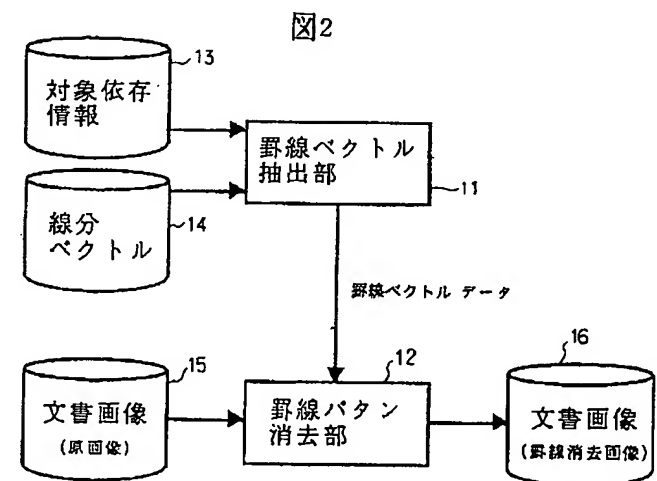 図2
13
対象依存
情報
罫線ベクトル
抽出部
11
線分
ベクトル
14
罫線ベクトル データ
15
文書画像
(原画像)
12
罫線パタン
消去部
16
文書画像
(罫線消去画像)